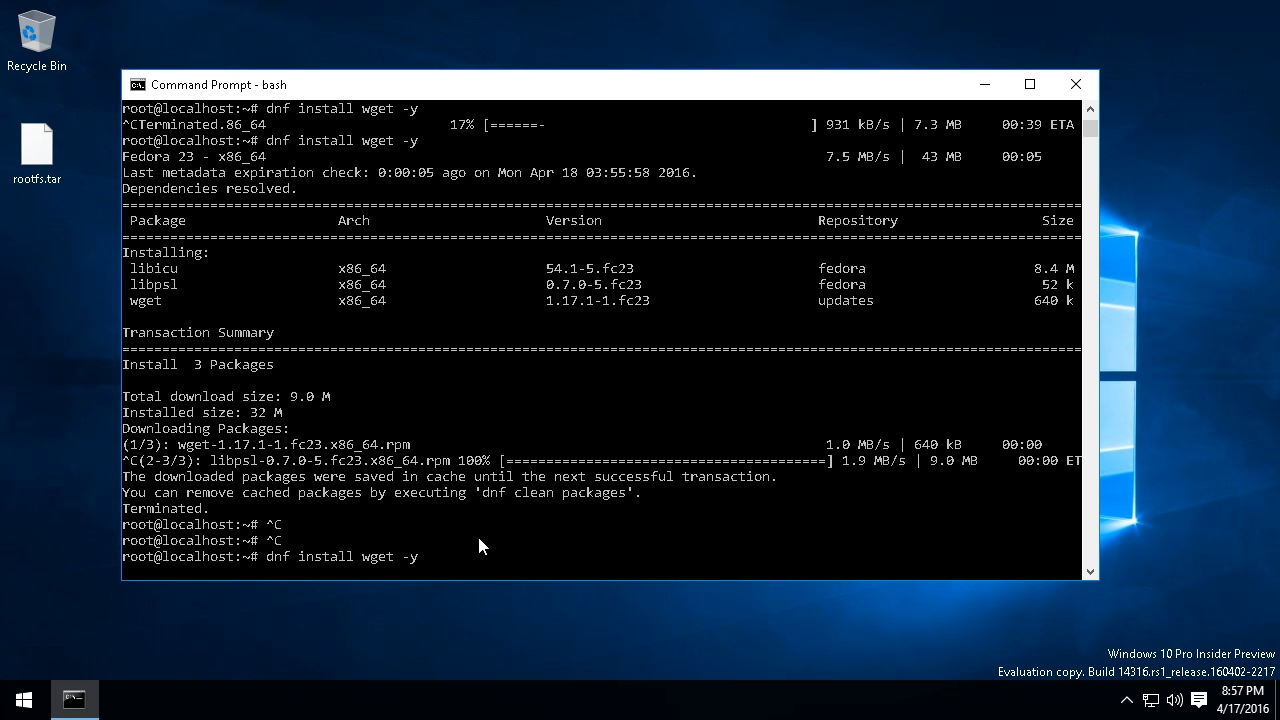 Recycle Bin
rootfs.tar
Command Prompt - bash
root@localhost:~# dnf install wget -y
^CTerminated.86_64 17% [======- ] 931 kB/s | 7.3 MB 00:39 ETA
root@localhost:~# dnf install wget -y
Fedora 23 - x86_64 7.5 MB/s | 43 MB 00:05
Last metadata expiration check: 0:00:05 ago on Mon Apr 18 03:55:58 2016.
Dependencies resolved.
Package Arch Version Repository Size
Installing:
libicu x86_64 54.1-5.fc23 fedora 8.4 M
libpsl x86_64 0.7.0-5.fc23 fedora 52 k
wget x86_64 1.17.1-1.fc23 updates 640 k
Transaction Summary
Install 3 Packages
Total download size: 9.0 M
Installed size: 32 M
Downloading Packages:
(1/3): wget-1.17.1-1.fc23.x86_64.rpm 1.0 MB/s | 640 kB 00:00
^C(2-3/3): libpsl-0.7.0-5.fc23.x86_64.rpm 100% [========================================] 1.9 MB/s | 9.0 MB 00:00 ET
The downloaded packages were saved in cache until the next successful transaction.
You can remove cached packages by executing 'dnf clean packages'.
Terminated.
root@localhost:~# ^C
root@localhost:~# ^C
root@localhost:~# dnf install wget -y
Windows 10 Pro Insider Preview
Evaluation copy. Build 14316.rs1_release.160402-2217
8:57 PM
4/17/2016